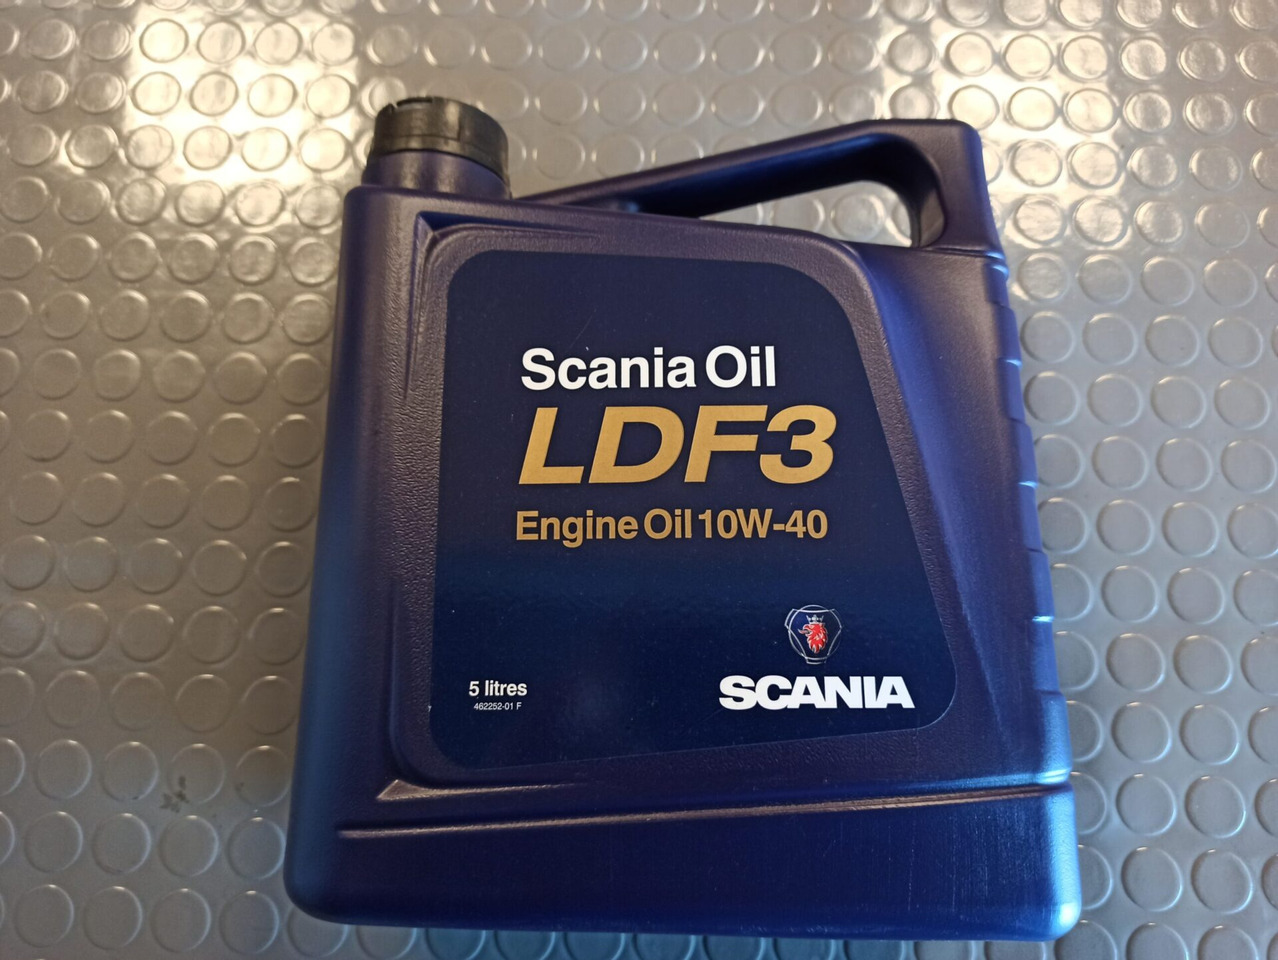 Scania Oil
LDF3
Engine Oil 10W-40
5 litres
462252-01 F
SCANIA